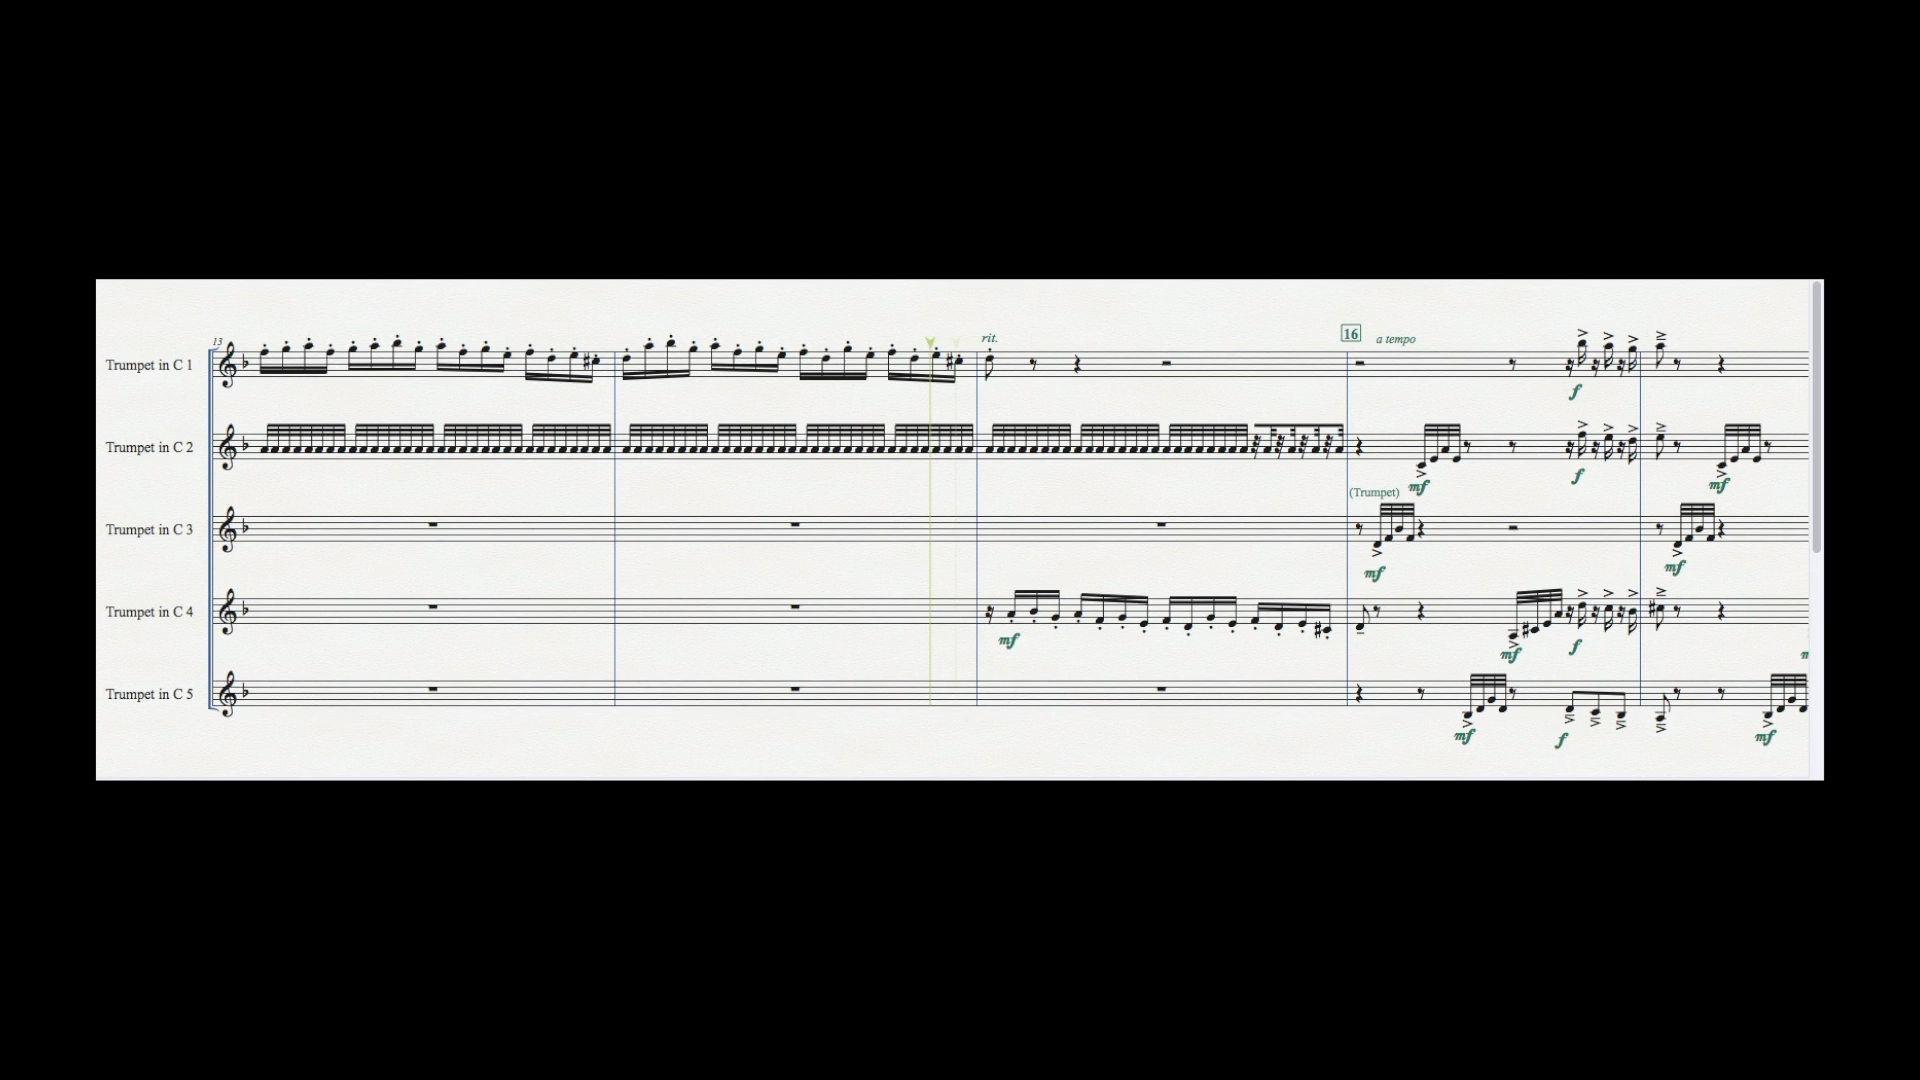 13
rit.
16 a tempo
Trumpet in C 1
f
Trumpet in C 2
mf f mf
(Trumpet)
Trumpet in C 3
mf mf
Trumpet in C 4
mf mf f
Trumpet in C 5
mf f mf